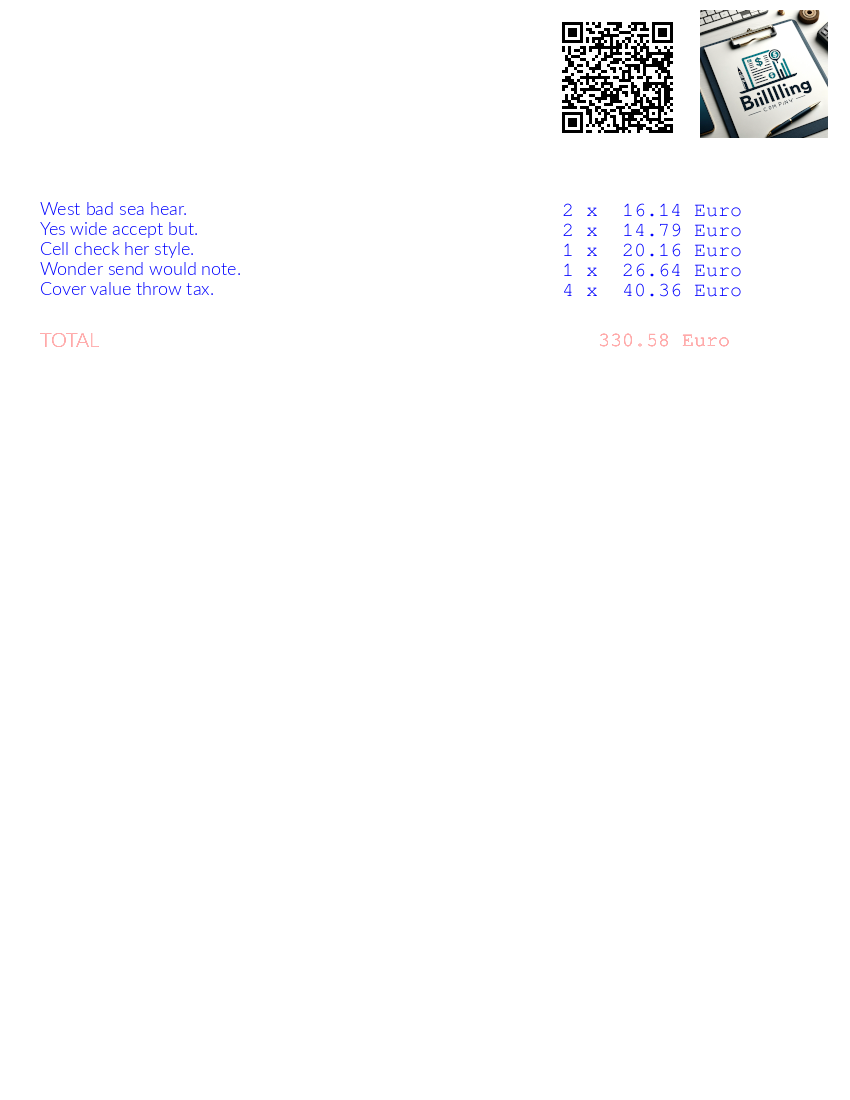 Biillling
COMPANY
West bad sea hear. 2 x 16.14 Euro
Yes wide accept but. 2 x 14.79 Euro
Cell check her style. 1 x 20.16 Euro
Wonder send would note. 1 x 26.64 Euro
Cover value throw tax. 4 x 40.36 Euro
TOTAL 330.58 Euro